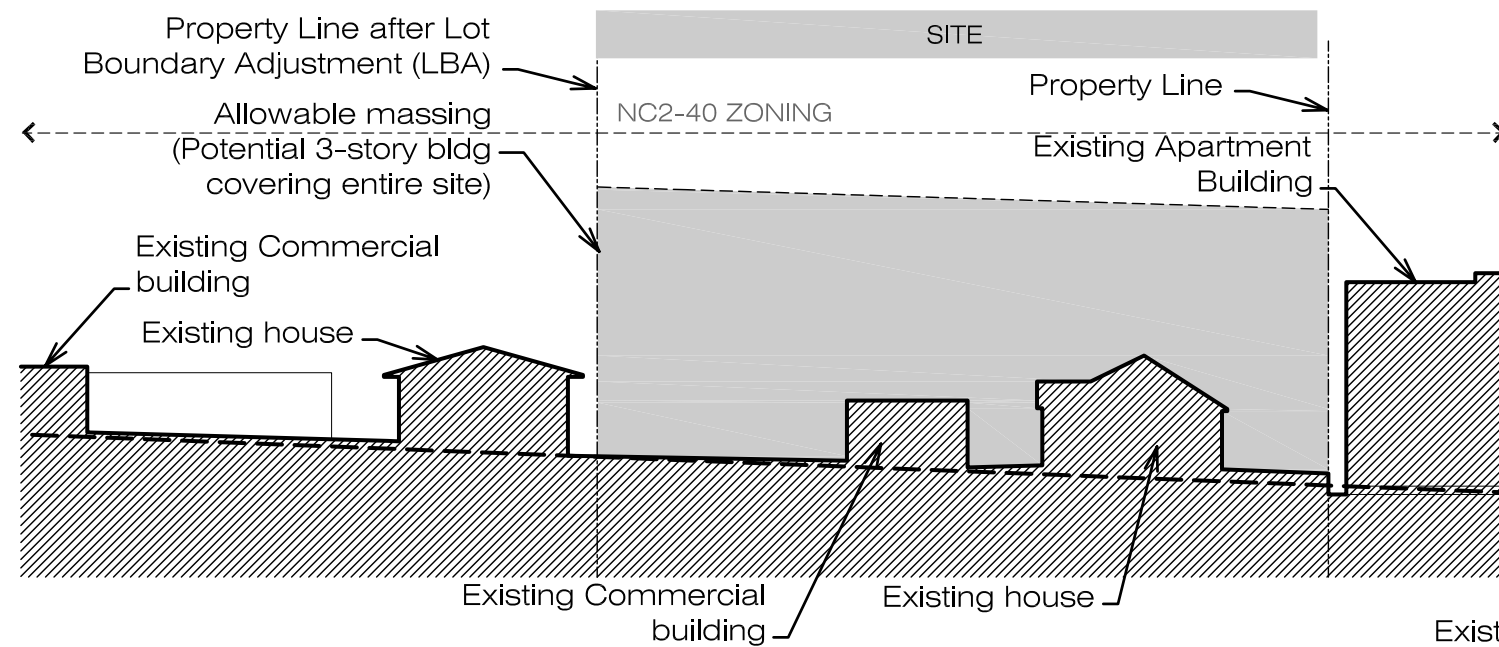 Property Line after Lot
Boundary Adjustment (LBA)
SITE
Property Line
Allowable massing
(Potential 3-story bldg
covering entire site)
NC2-40 ZONING
Existing Apartment
Building
Existing Commercial
building
Existing house
Existing Commercial
building
Existing house
Exist